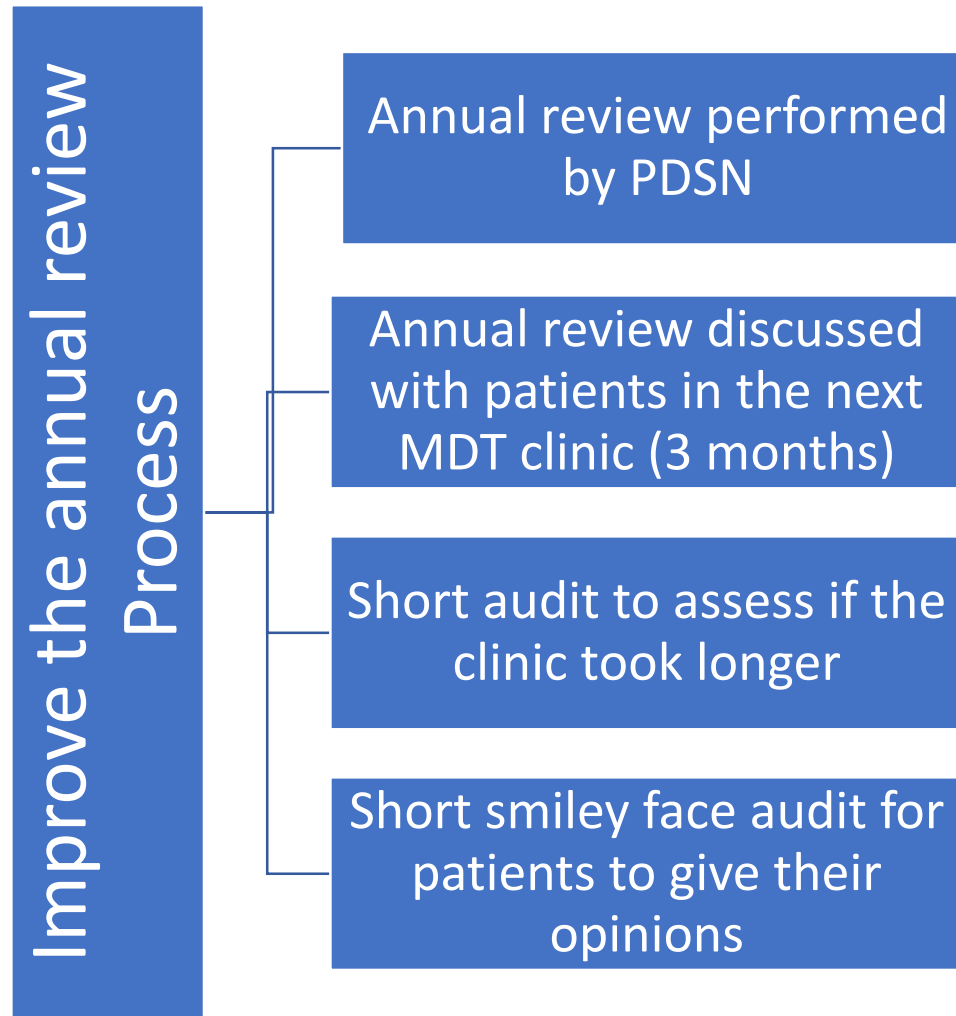 Improve the annual review
Process
Annual review performed
by PDSN
Annual review discussed
with patients in the next
MDT clinic (3 months)
Short audit to assess if the
clinic took longer
Short smiley face audit for
patients to give their
opinions